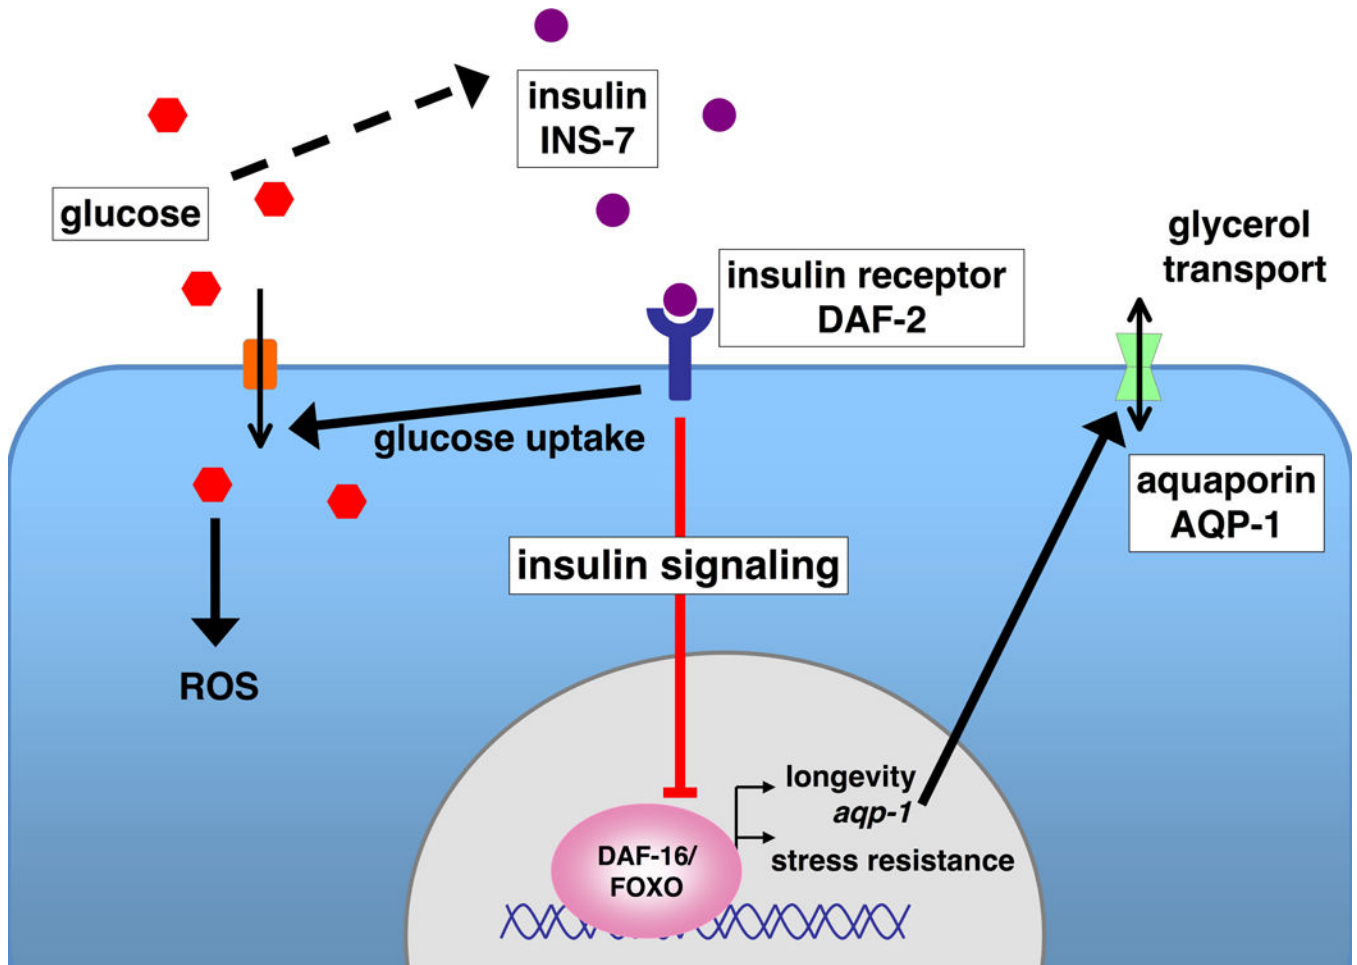 insulin
INS-7
glucose
glycerol
transport
insulin receptor
DAF-2
glucose uptake
aquaporin
AQP-1
insulin signaling
ROS
longevity
aqp-1
stress resistance
DAF-16/
FOXO